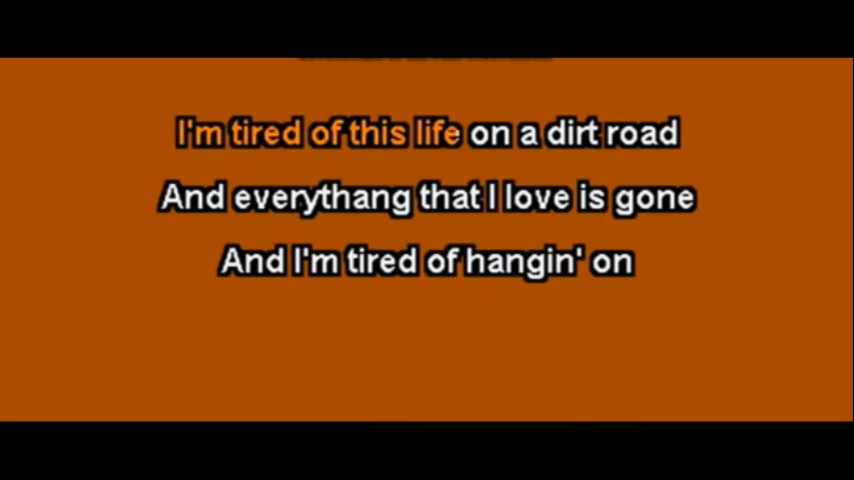 I'm tired of this life on a dirt road
And everythang that I love is gone
And I'm tired of hangin' on